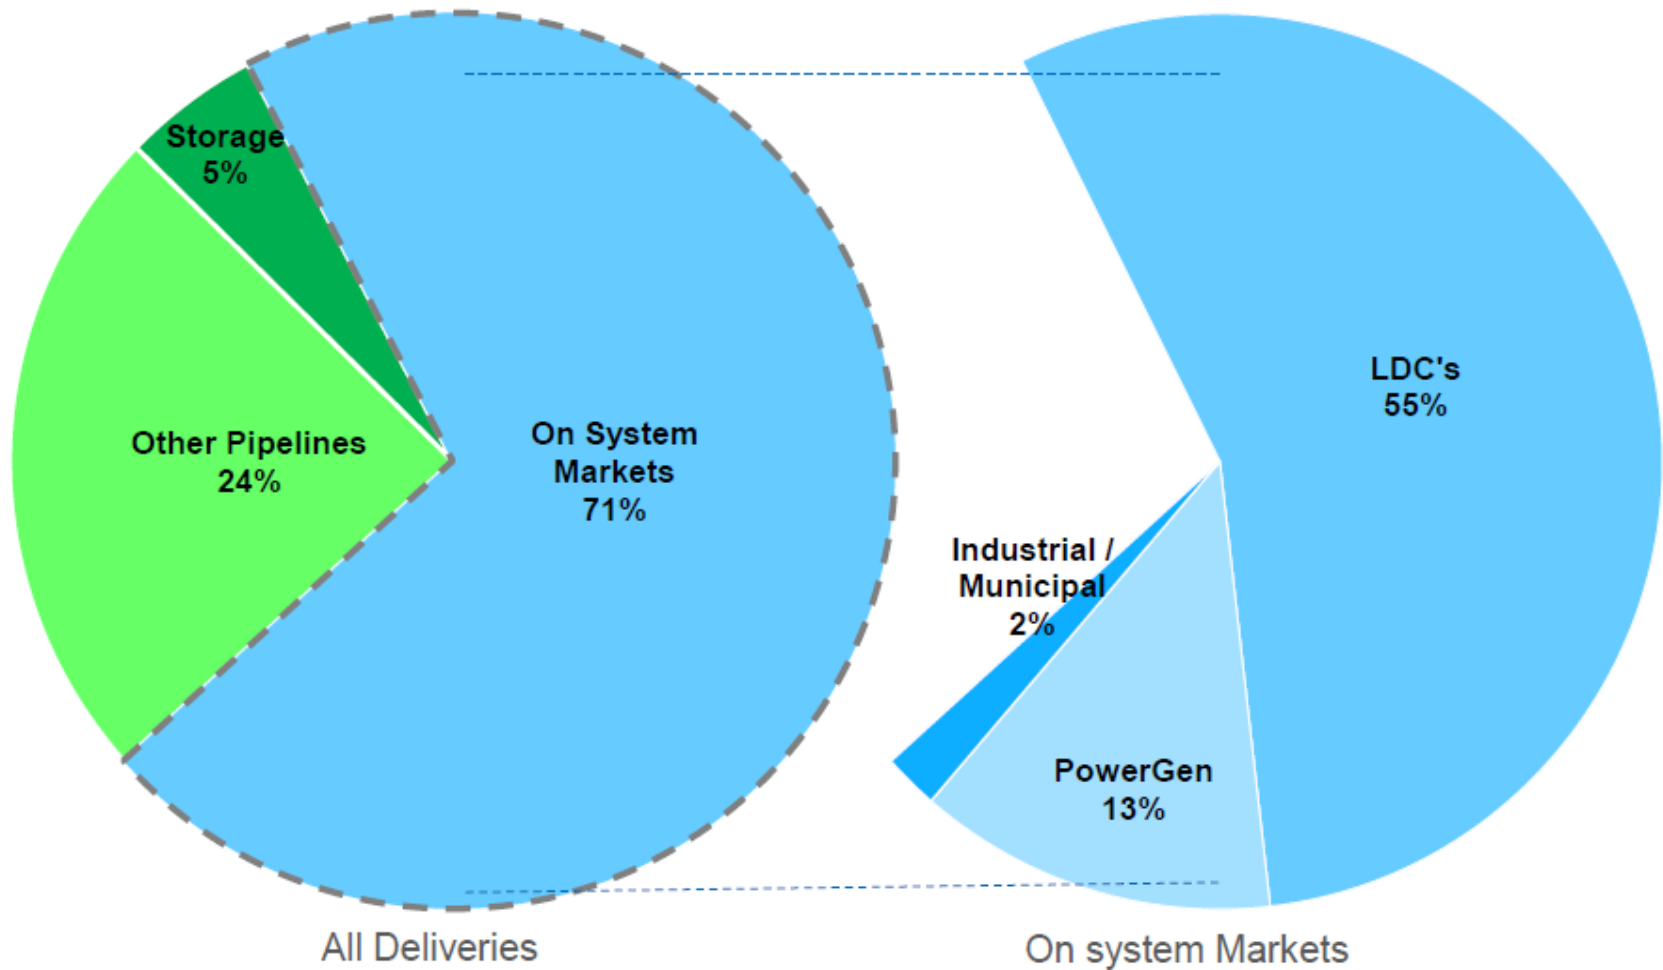 Storage
5%
Other Pipelines
24%
On System
Markets
71%
All Deliveries
LDC's
55%
Industrial /
Municipal
2%
PowerGen
13%
On system Markets